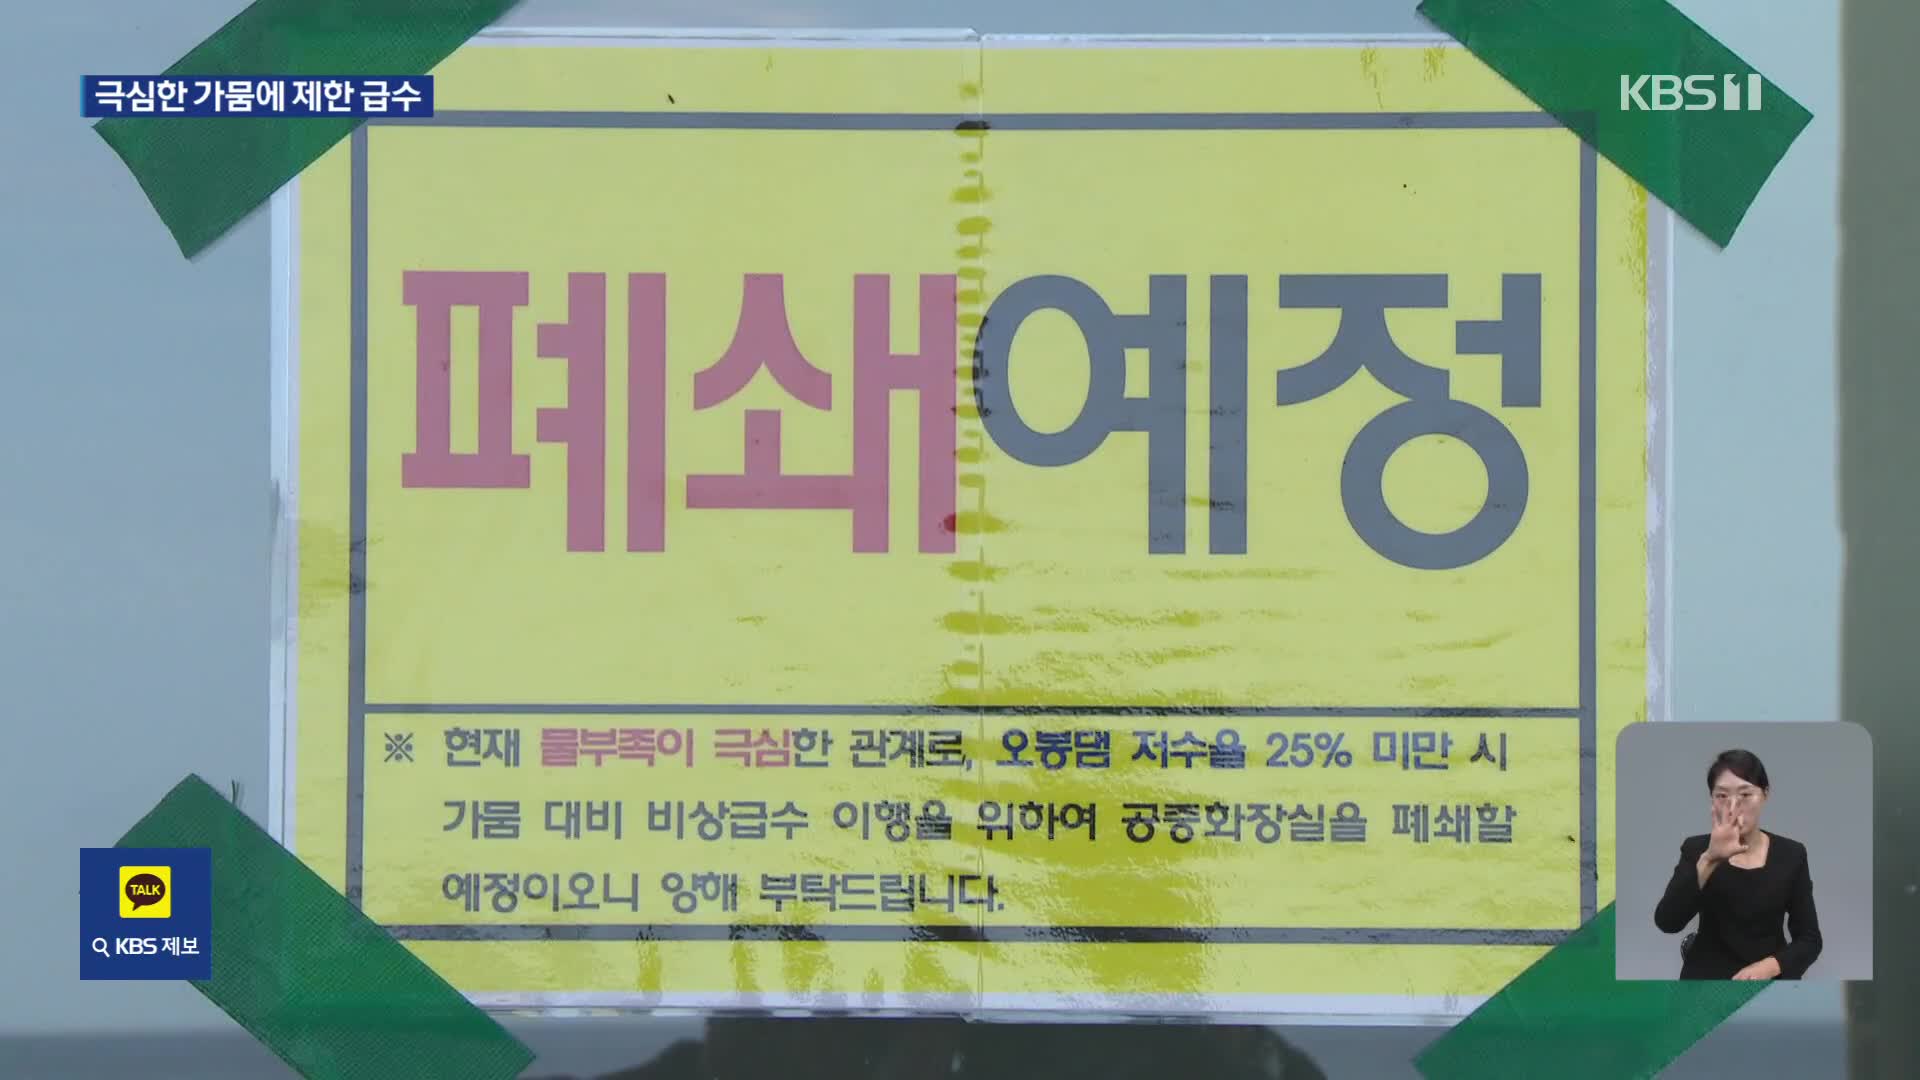 극심한 가뭄에 제한 급수
KBS 1
폐쇄예정
※ 현재 물부족이 극심한 관계로, 오봉댐 저수율 25% 미만 시
가뭄 대비 비상급수 이행을 위하여 공중화장실을 폐쇄할
예정이오니 양해 부탁드립니다.
TALK
KBS 제보